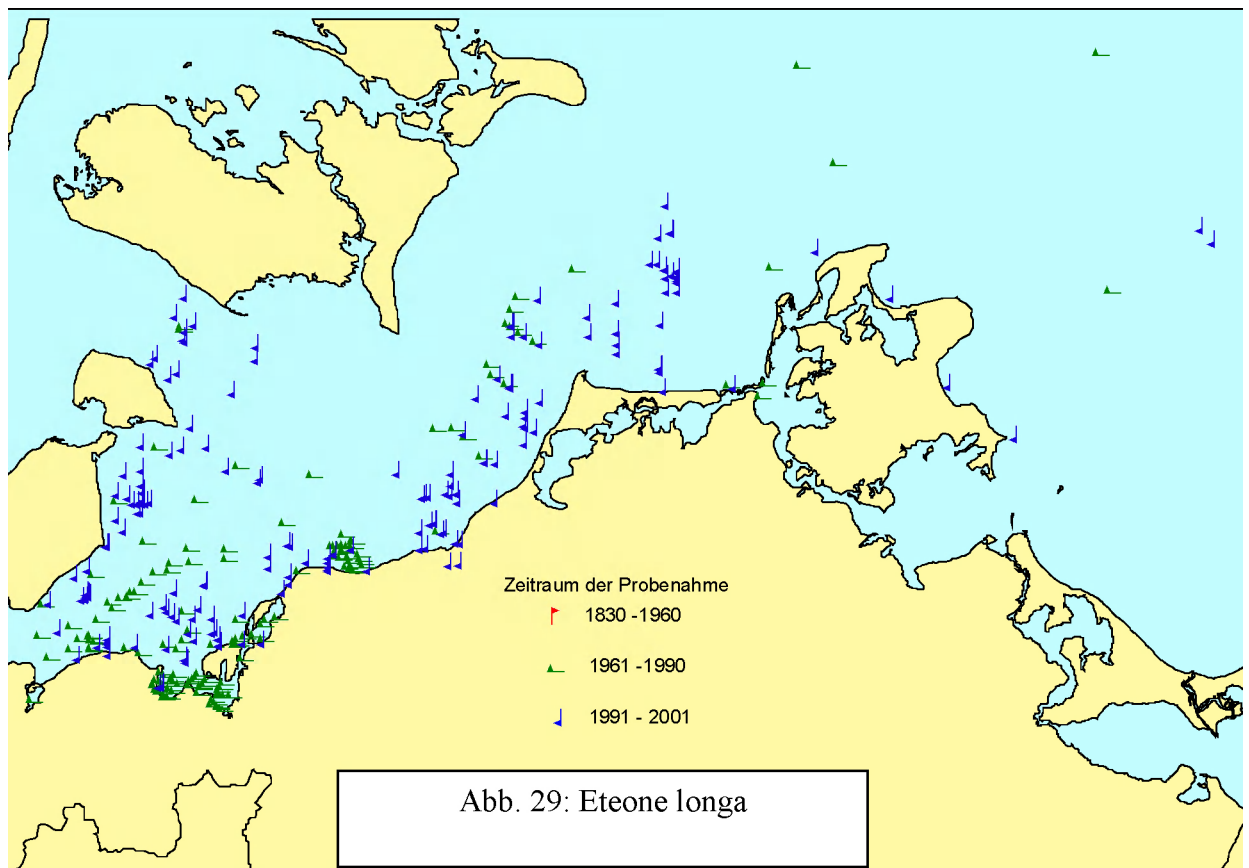 Zeitraum der Probenahme
1830 -1960
1961 -1990
1991 - 2001
Abb. 29: Eteone longa